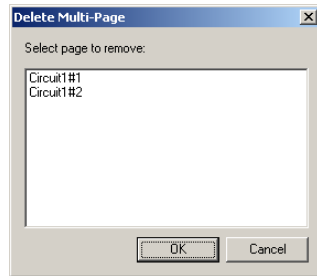 Delete Multi-Page
Select page to remove:
Circuit1#1
Circuit1#2
OK
Cancel